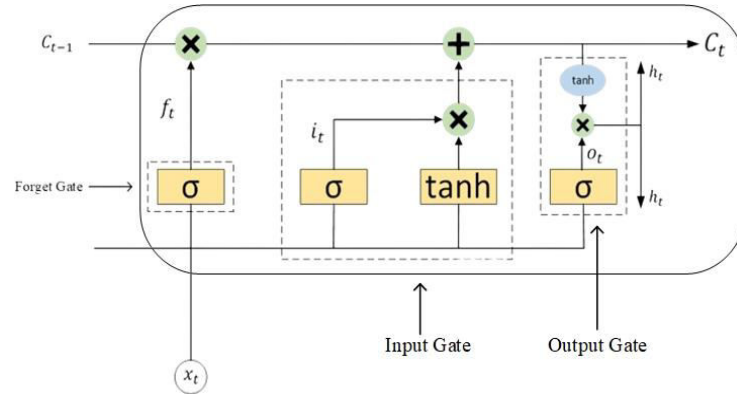 C_{t-1}
C_t
tanh
h_t
f_t
i_t
o_t
Forget Gate
σ
σ
tanh
σ
h_t
Input Gate
Output Gate
x_t